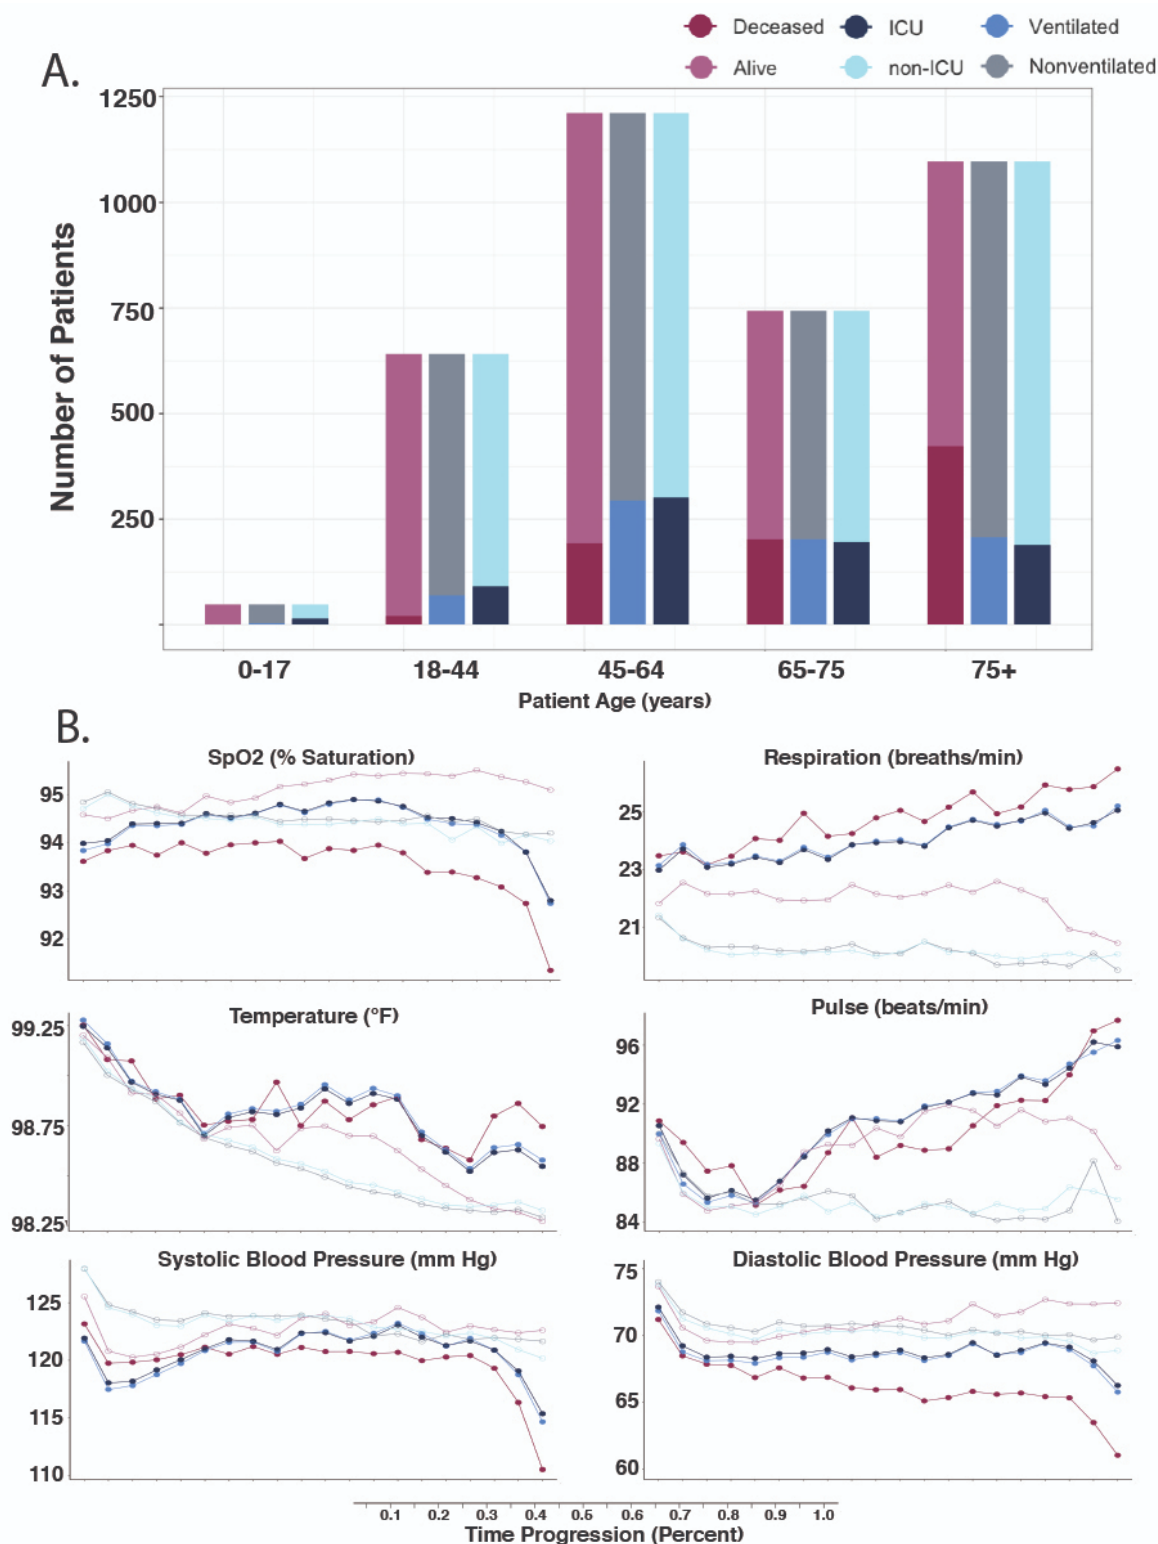 Deceased ICU Ventilated
Alive non-ICU Nonventilated
A.
1250
1000
750
500
250
Number of Patients
0-17 18-44 45-64 65-75 75+
Patient Age (years)
B.
SpO2 (% Saturation)
95
94
93
92
Respiration (breaths/min)
25
23
21
Temperature (°F)
99.25
98.75
98.25
Pulse (beats/min)
96
92
88
84
Systolic Blood Pressure (mm Hg)
125
120
115
110
Diastolic Blood Pressure (mm Hg)
75
70
65
60
0.1 0.2 0.3 0.4 0.5 0.6 0.7 0.8 0.9 1.0
Time Progression (Percent)